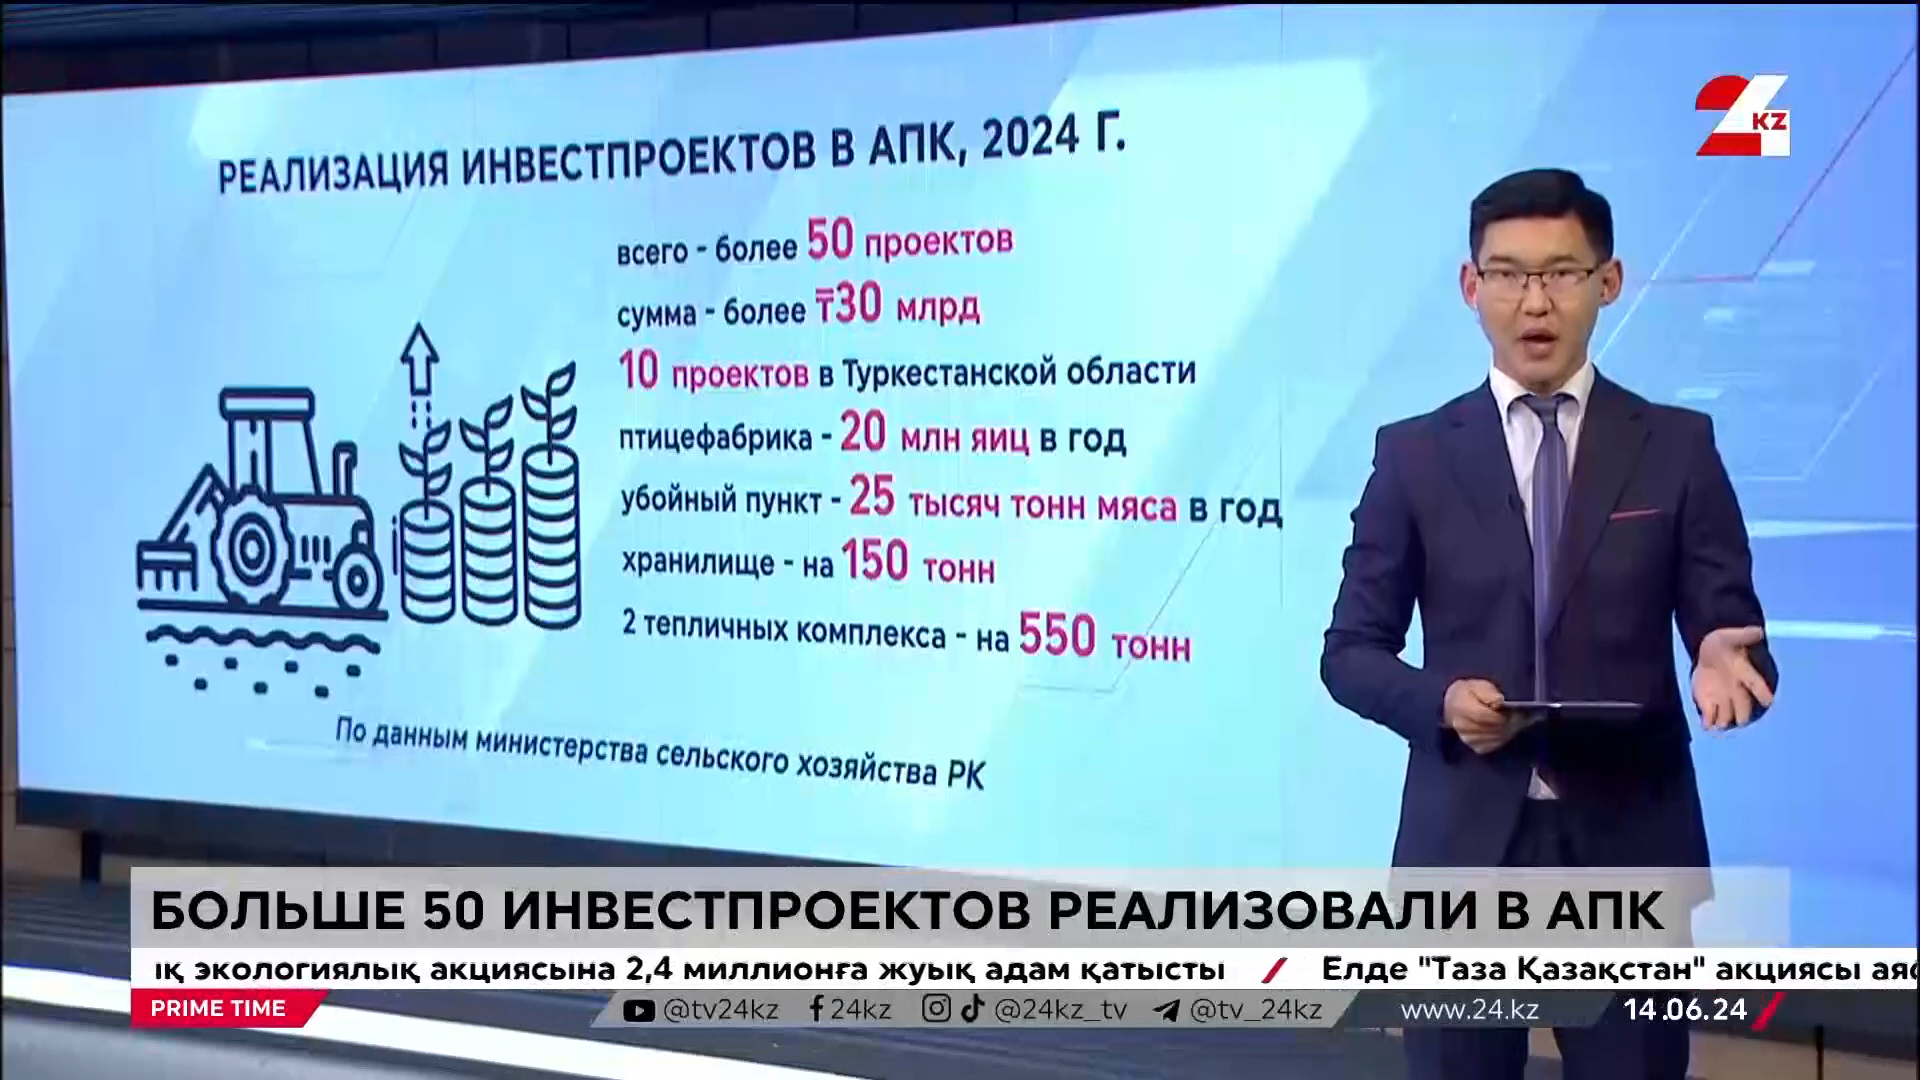 РЕАЛИЗАЦИЯ ИНВЕСТПРОЕКТОВ В АПК, 2024 Г.
всего - более 50 проектов
сумма - более ₸30 млрд
10 проектов в Туркестанской области
птицефабрика - 20 млн яиц в год
убойный пункт - 25 тысяч тонн мяса в год
хранилище - на 150 тонн
2 тепличных комплекса - на 550 тонн
По данным министерства сельского хозяйства РК
24 KZ
БОЛЬШЕ 50 ИНВЕСТПРОЕКТОВ РЕАЛИЗОВАЛИ В АПК
ық экологиялық акциясына 2,4 миллионға жуық адам қатысты / Елде "Таза Қазақстан" акциясы
PRIME TIME @tv24kz 24kz @24kz_tv @tv_24kz www.24.kz 14.06.24